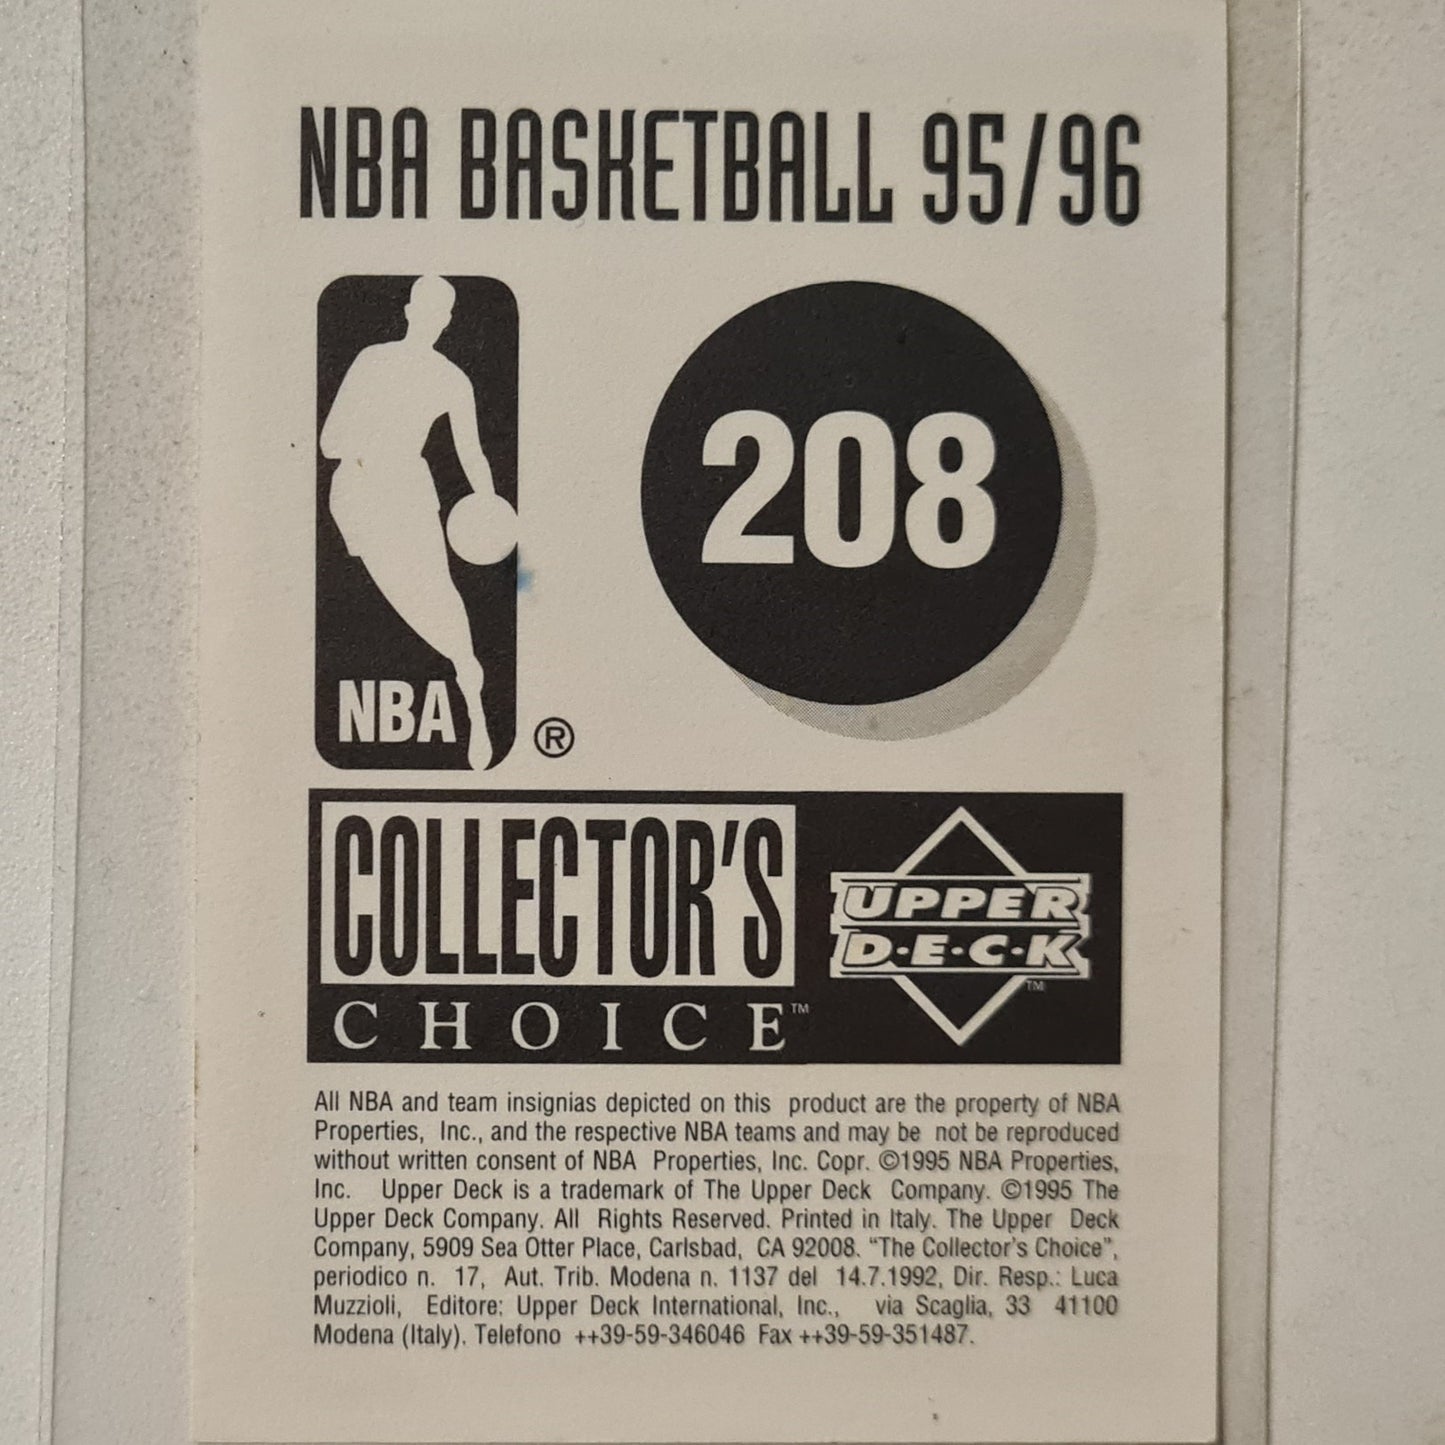 NBA BASKETBALL 95/96
208
NBA ®
COLLECTOR'S
CHOICE™
UPPER
D·E·C·K
TM
All NBA and team insignias depicted on this product are the property of NBA
Properties, Inc., and the respective NBA teams and may be not be reproduced
without written consent of NBA Properties, Inc. Copr. ©1995 NBA Properties,
Inc. Upper Deck is a trademark of The Upper Deck Company. ©1995 The
Upper Deck Company. All Rights Reserved. Printed in Italy. The Upper Deck
Company, 5909 Sea Otter Place, Carlsbad, CA 92008. “The Collector's Choice”,
periodico n. 17, Aut. Trib. Modena n. 1137 del 14.7.1992, Dir. Resp.: Luca
Muzzioli, Editore: Upper Deck International, Inc., via Scaglia, 33 41100
Modena (Italy). Telefono ++39-59-346046 Fax ++39-59-351487.